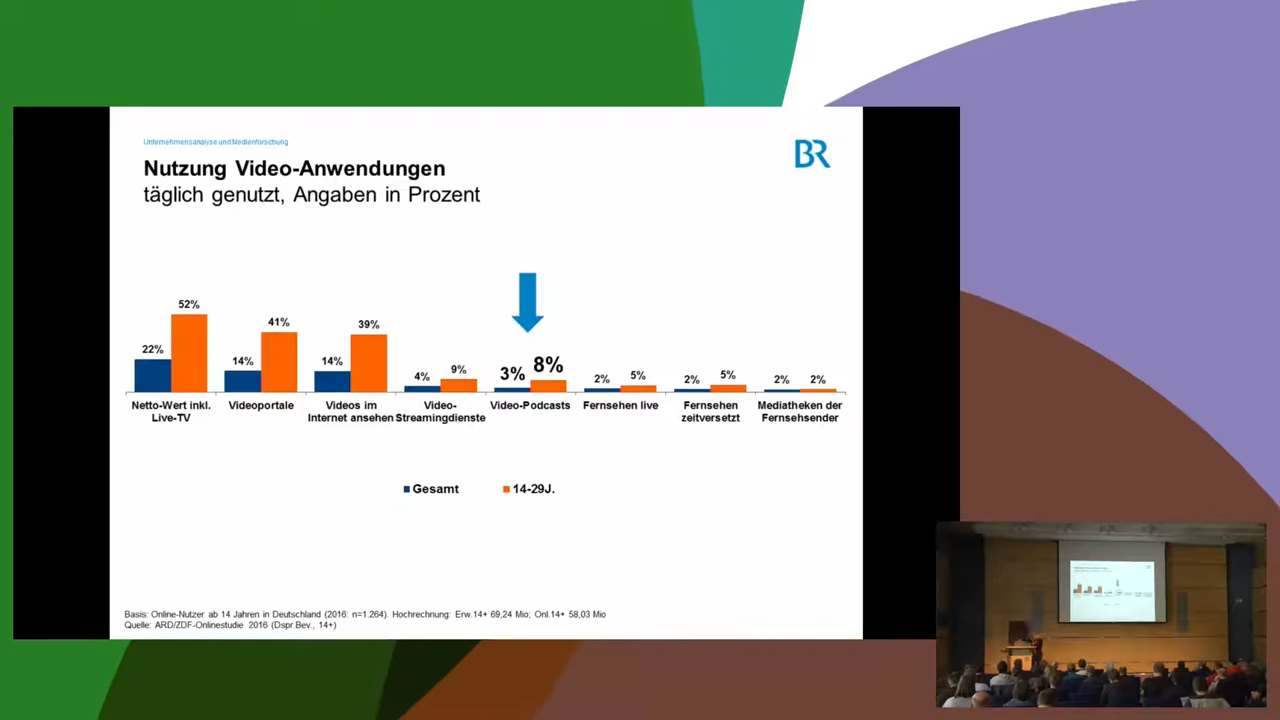 Unternehmensanalyse und Medienforschung
BR
Nutzung Video-Anwendungen
täglich genutzt, Angaben in Prozent
22%
52%
14%
41%
14%
39%
4%
9%
3%
8%
2%
5%
2%
5%
2%
2%
Netto-Wert inkl.
Live-TV
Videoportale
Videos im
Internet ansehen
Video-
Streamingdienste
Video-Podcasts
Fernsehen live
Fernsehen
zeitversetzt
Mediatheken der
Fernsehsender
Gesamt
14-29J.
Basis: Online-Nutzer ab 14 Jahren in Deutschland (2016: n=1.264). Hochrechnung: Erw.14+ 69,24 Mio; Onl.14+ 58,03 Mio
Quelle: ARD/ZDF-Onlinestudie 2016 (Dspr.Bev., 14+)